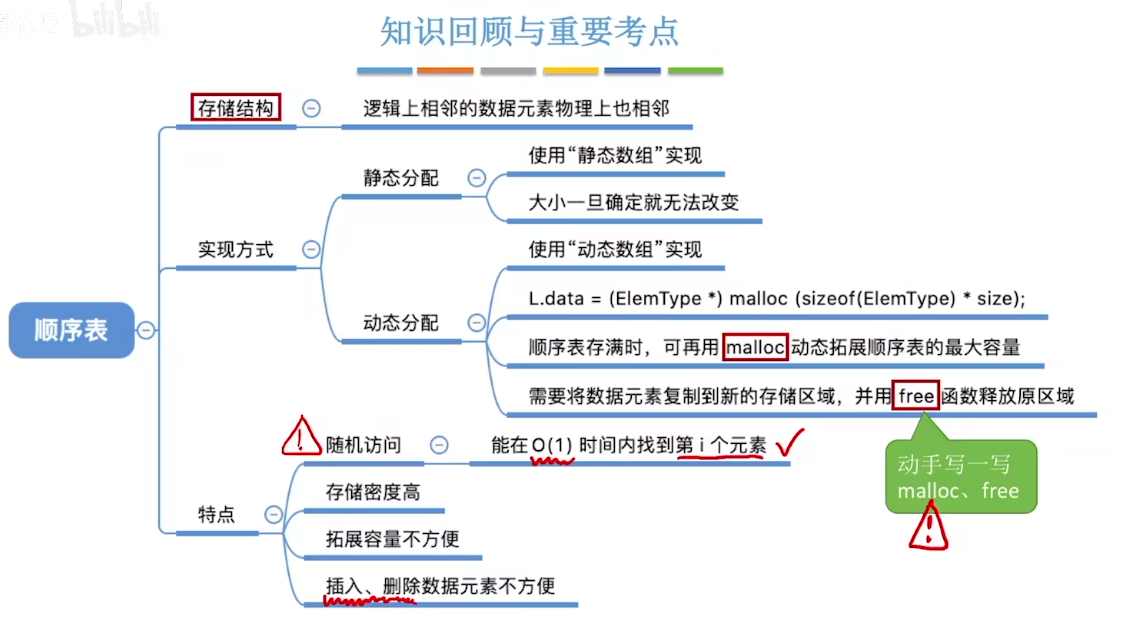 bilibili
知识回顾与重要考点
顺序表
存储结构
逻辑上相邻的数据元素物理上也相邻
实现方式
静态分配
使用“静态数组”实现
大小一旦确定就无法改变
动态分配
使用“动态数组”实现
L.data = (ElemType *) malloc (sizeof(ElemType) * size);
顺序表存满时，可再用 malloc 动态拓展顺序表的最大容量
需要将数据元素复制到新的存储区域，并用 free 函数释放原区域
动手写一写
malloc、free
!
特点
!
随机访问
能在 O(1) 时间内找到第 i 个元素
存储密度高
拓展容量不方便
插入、删除数据元素不方便